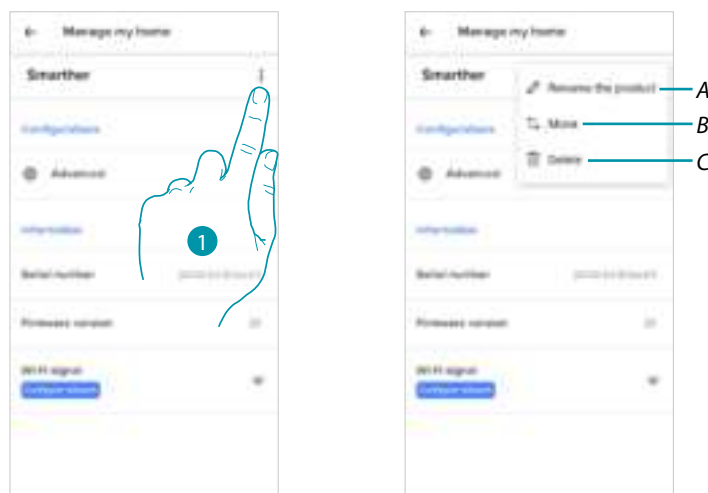 Manage my home
Smarther
Configurations
Advanced
Information
Serial number
Firmware version
Wi-Fi signal
Configure network
1
Manage my home
Smarther
Rename the product
A
Move
B
Delete
C
Configurations
Advanced
Information
Serial number
Firmware version
Wi-Fi signal
Configure network